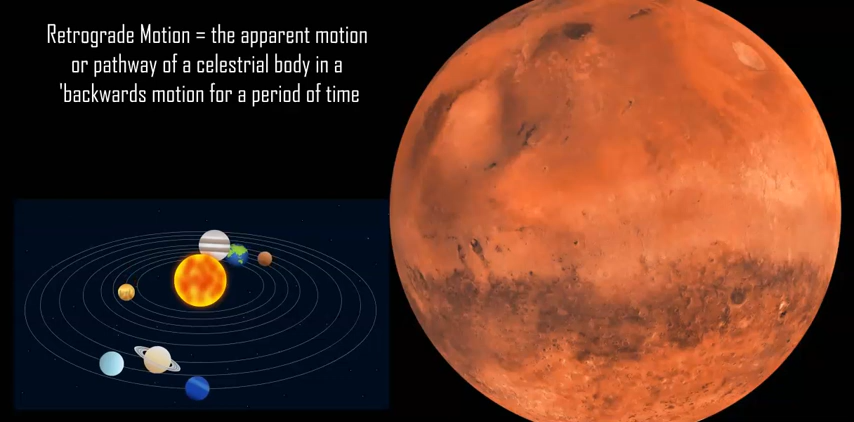 Retrograde Motion = the apparent motion
or pathway of a celestrial body in a
'backwards motion for a period of time